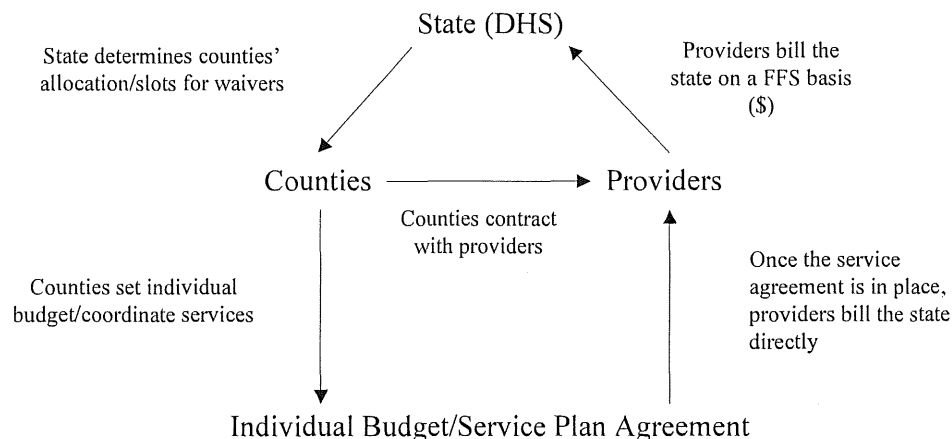 State (DHS)
State determines counties’
allocation/slots for waivers
Providers bill the
state on a FFS basis
($)
Counties
Providers
Counties contract
with providers
Counties set individual
budget/coordinate services
Once the service
agreement is in place,
providers bill the state
directly
Individual Budget/Service Plan Agreement